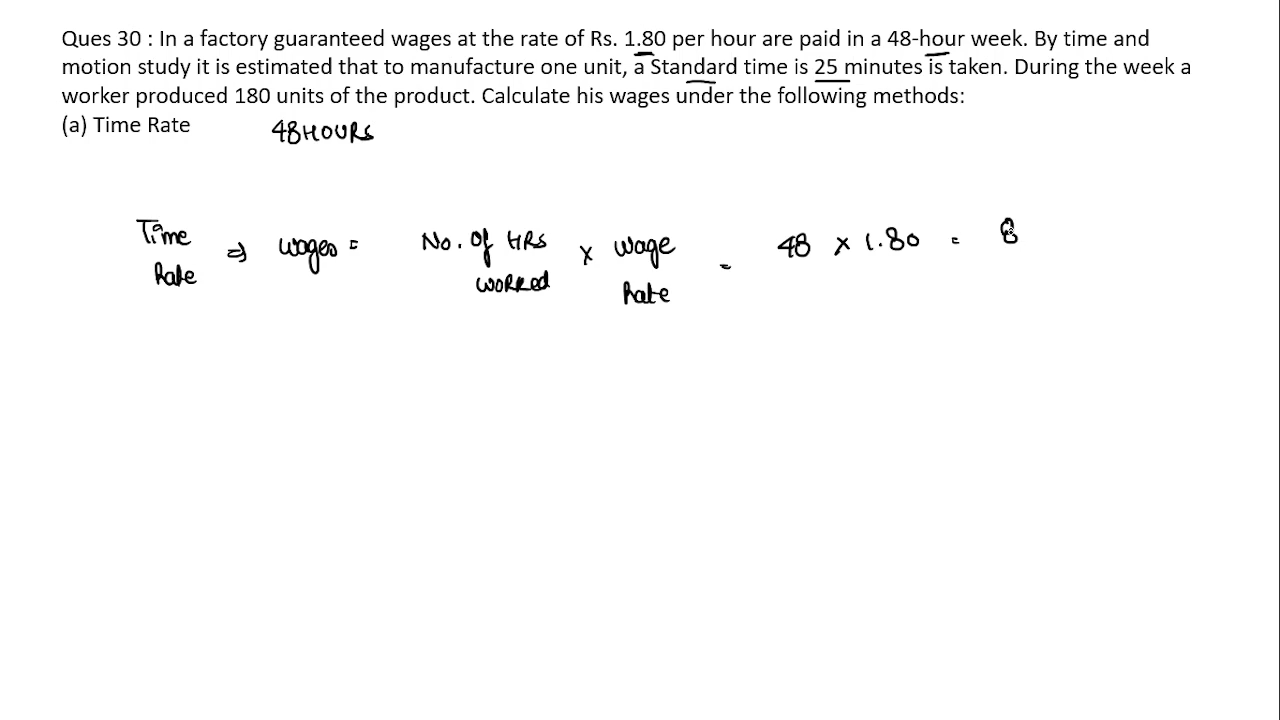 Ques 30 : In a factory guaranteed wages at the rate of Rs. 1.80 per hour are paid in a 48-hour week. By time and
motion study it is estimated that to manufacture one unit, a Standard time is 25 minutes is taken. During the week a
worker produced 180 units of the product. Calculate his wages under the following methods:
(a) Time Rate 48 HOURS
Time Rate ⇒ wages = No. of HRS worked × wage Rate = 48 × 1.80 = 8